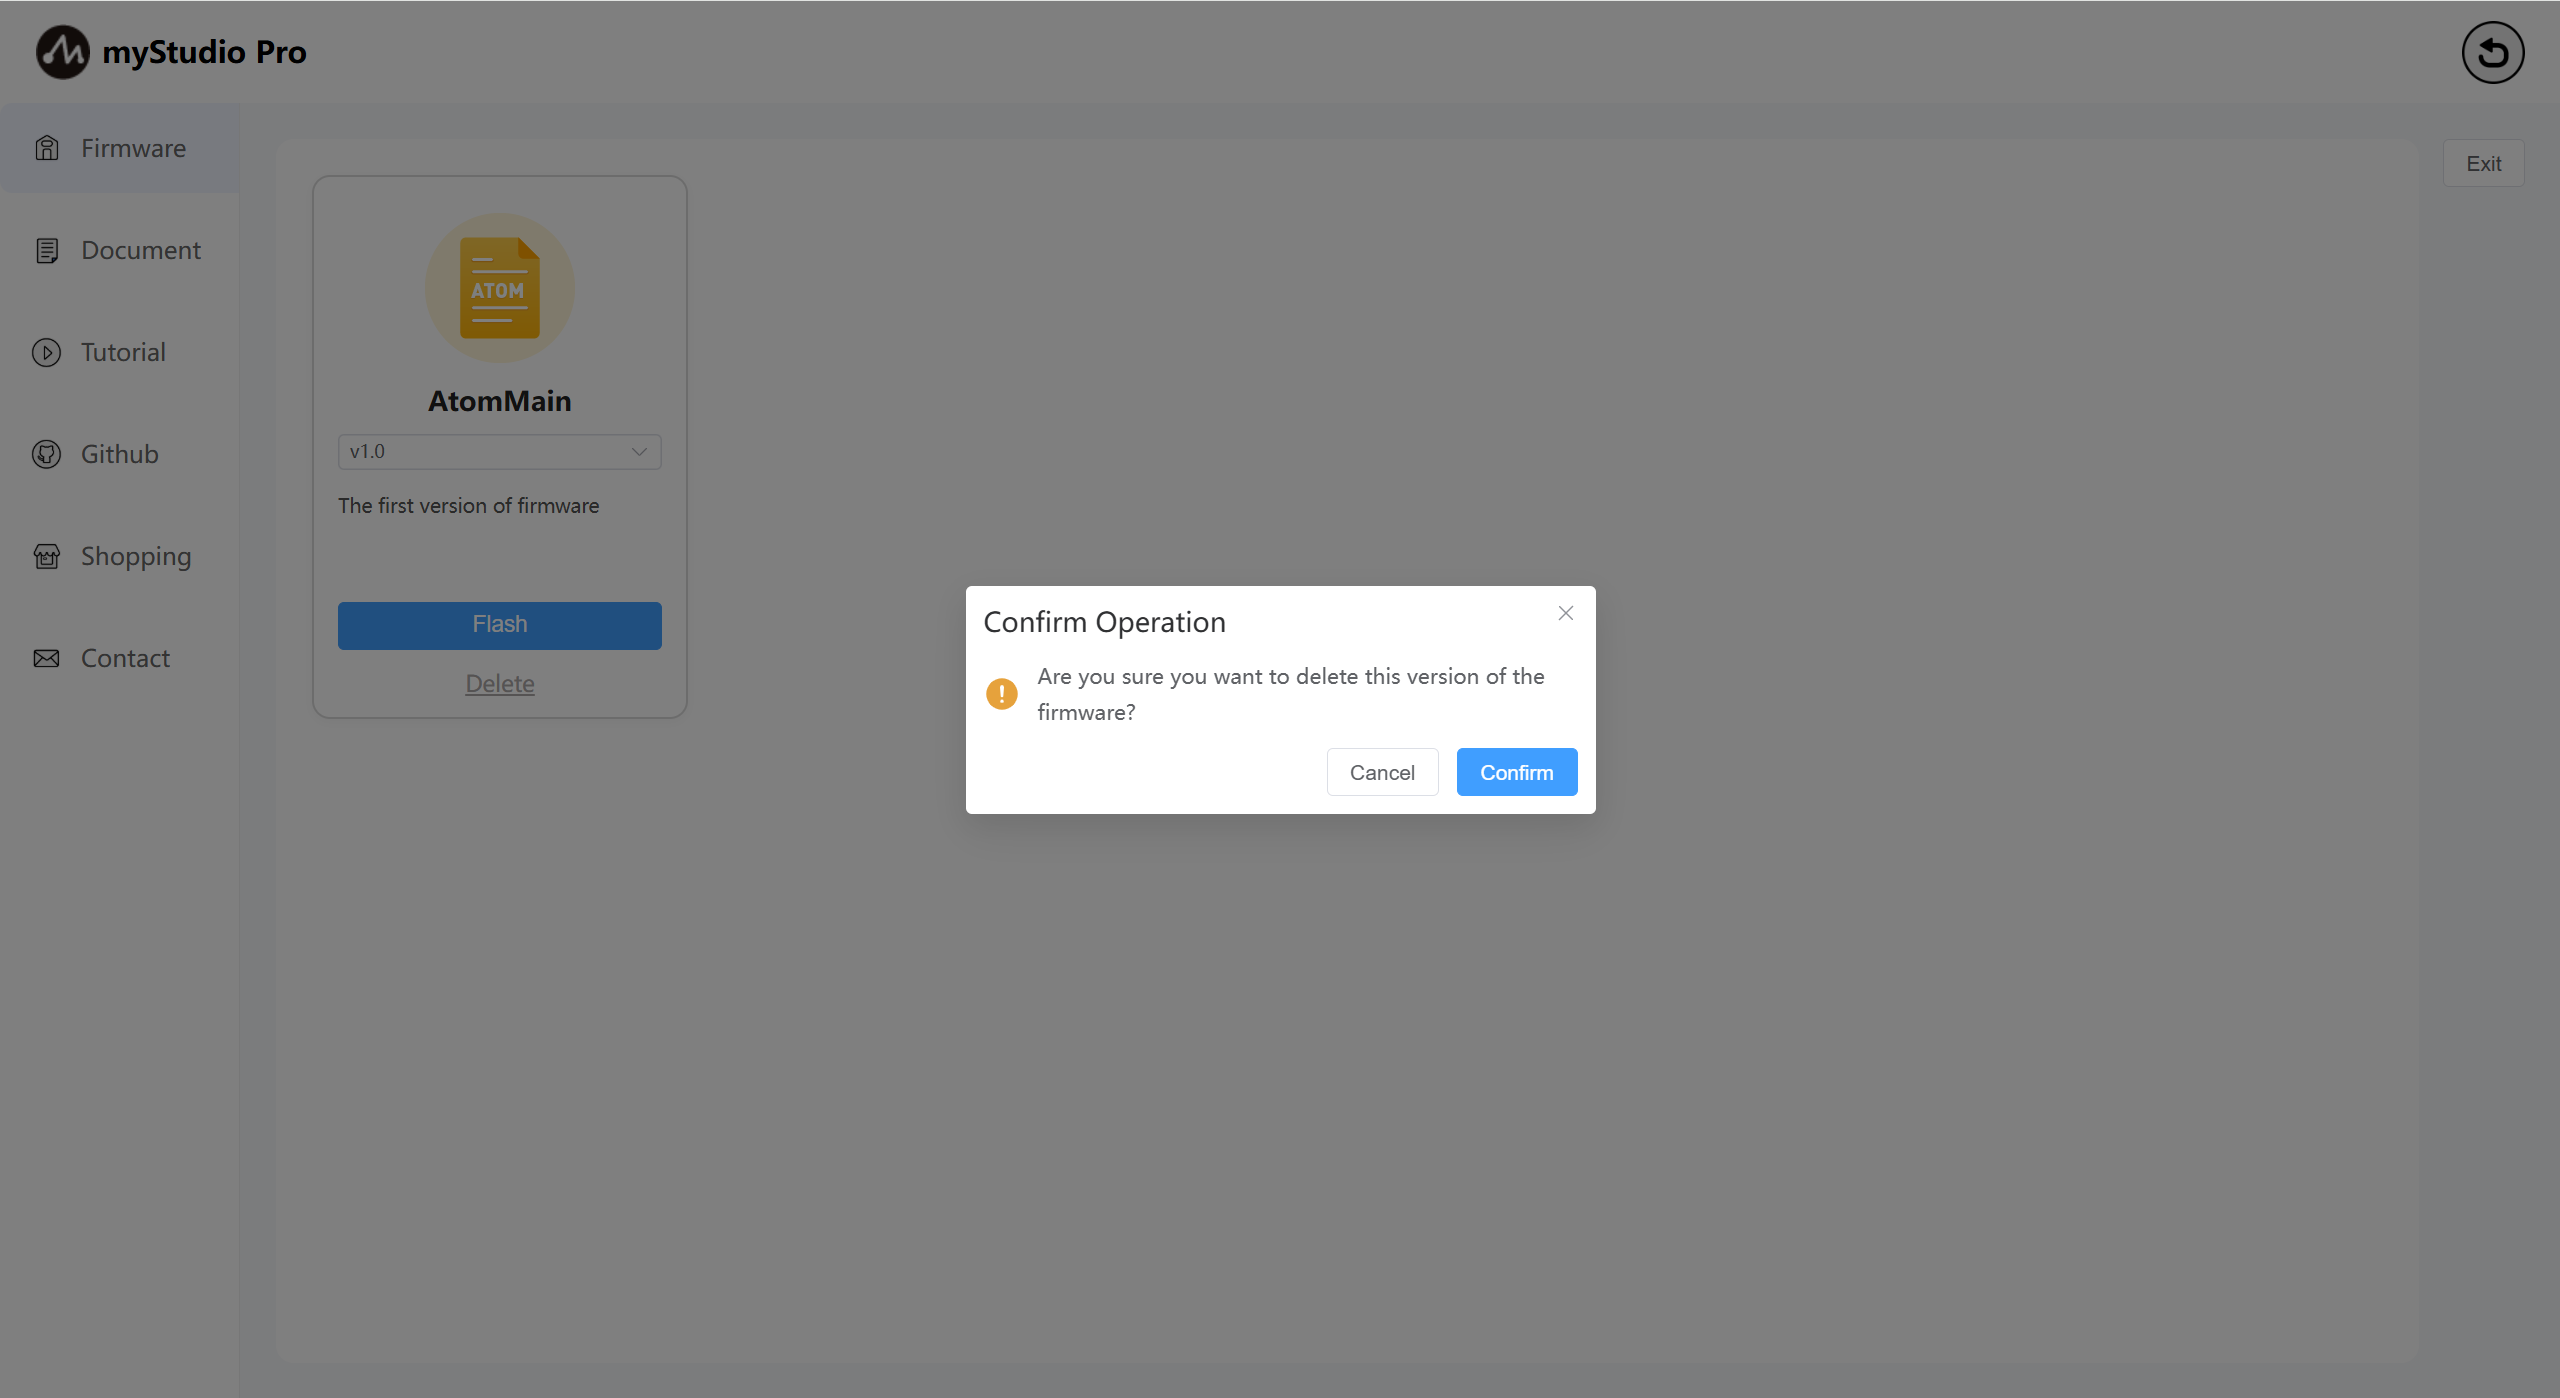 myStudio Pro
Firmware
Document
Tutorial
Github
Shopping
Contact
Exit
ATOM
AtomMain
v1.0
The first version of firmware
Flash
Delete
Confirm Operation
Are you sure you want to delete this version of the
firmware?
Cancel
Confirm